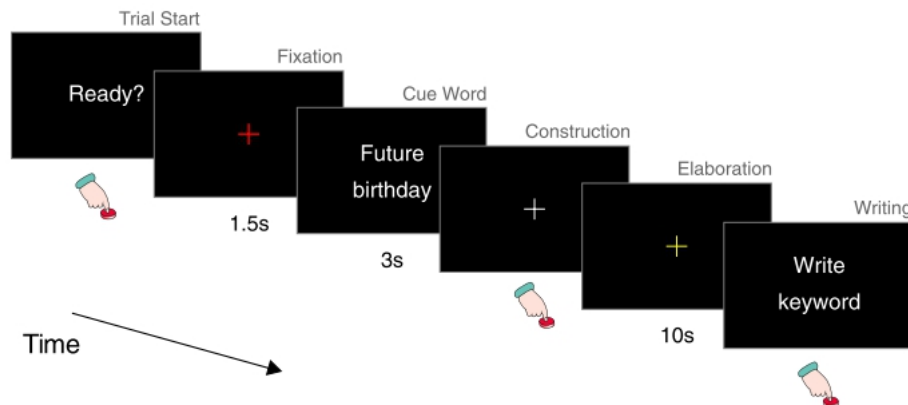 Trial Start
Ready?
Fixation
1.5s
Cue Word
Future
birthday
3s
Construction
Elaboration
10s
Writing
Write
keyword
Time